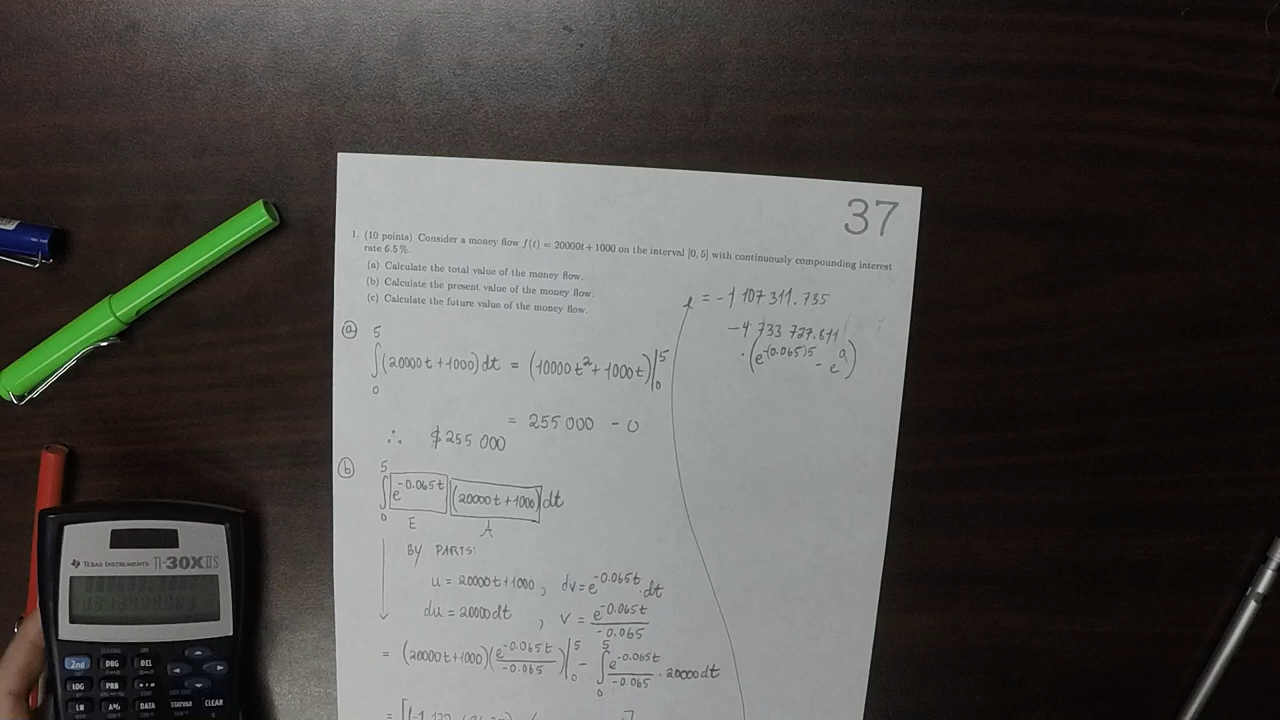 37
1. (10 points) Consider a money flow f(t) = 20000t + 1000 on the interval [0, 5] with continuously compounding interest
rate 6.5%.
(a) Calculate the total value of the money flow.
(b) Calculate the present value of the money flow.
(c) Calculate the future value of the money flow.
(a)
∫₀⁵ (20000t + 1000) dt = (10000t² + 1000t)|₀⁵
= 255 000 - 0
∴ $255 000
(b)
∫₀⁵ e^(-0.065t) (20000t + 1000) dt
E A
BY PARTS:
u = 20000t + 1000, dv = e^(-0.065t) · dt
du = 20000dt, v = e^(-0.065t)/-0.065
= (20000t + 1000)(e^(-0.065t)/-0.065)|₀⁵ - ∫₀⁵ e^(-0.065t)/-0.065 · 20000dt
= -1 107 311.735
-4 733 727.811
· (e^(-(0.065)5) - e^0)
TEXAS INSTRUMENTS TI-30X IIS
2nd DRG DEL
LOG PRB
LN DATA STATVAR CLEAR